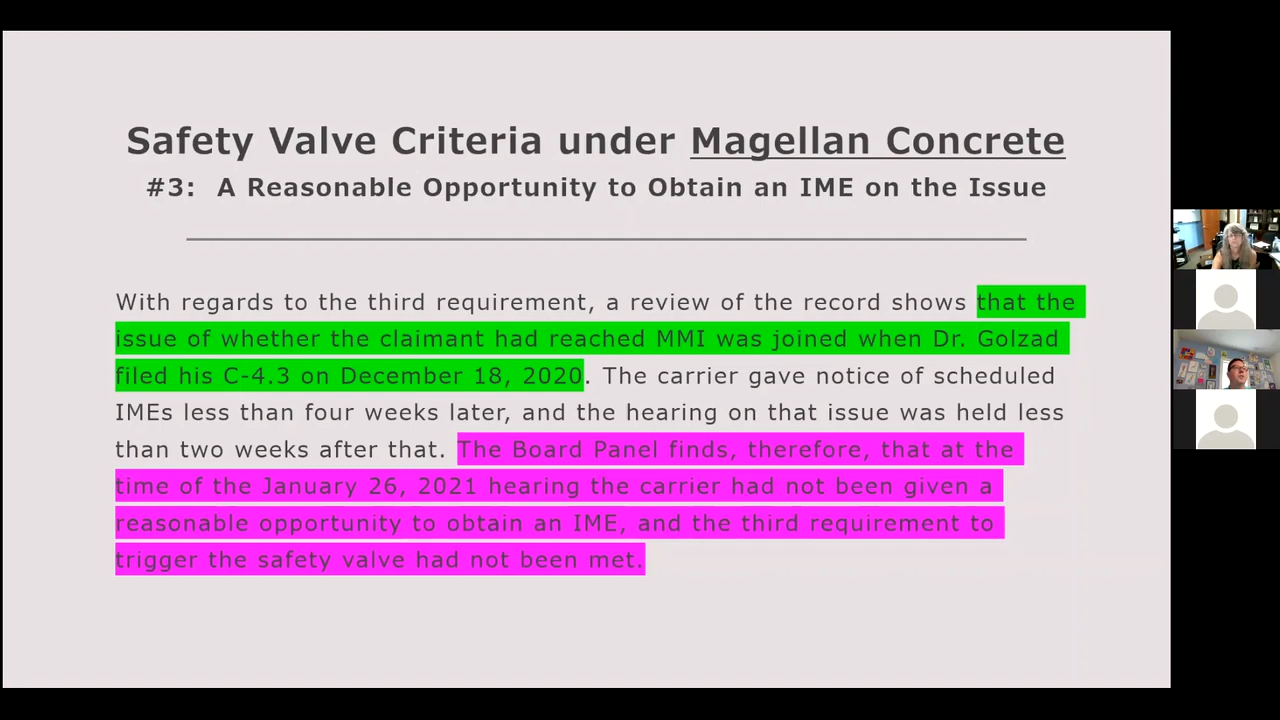 Safety Valve Criteria under Magellan Concrete
#3: A Reasonable Opportunity to Obtain an IME on the Issue
With regards to the third requirement, a review of the record shows that the
issue of whether the claimant had reached MMI was joined when Dr. Golzad
filed his C-4.3 on December 18, 2020. The carrier gave notice of scheduled
IMEs less than four weeks later, and the hearing on that issue was held less
than two weeks after that. The Board Panel finds, therefore, that at the
time of the January 26, 2021 hearing the carrier had not been given a
reasonable opportunity to obtain an IME, and the third requirement to
trigger the safety valve had not been met.